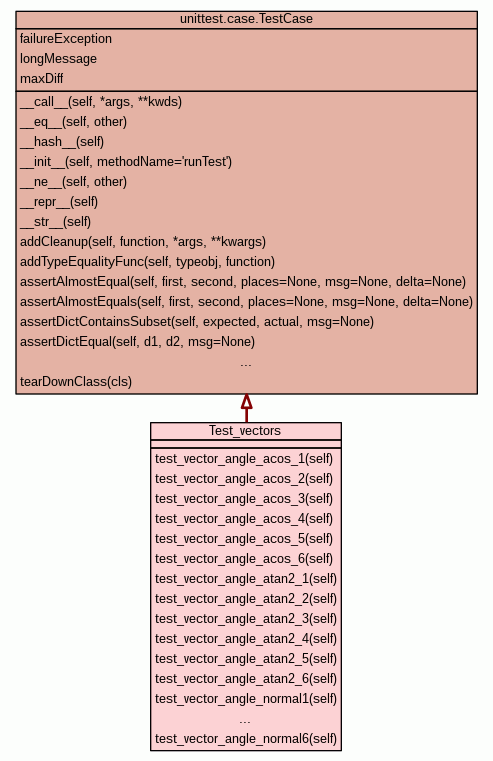 unittest.case.TestCase
failureException
longMessage
maxDiff
__call__(self, *args, **kwds)
__eq__(self, other)
__hash__(self)
__init__(self, methodName='runTest')
__ne__(self, other)
__repr__(self)
__str__(self)
addCleanup(self, function, *args, **kwargs)
addTypeEqualityFunc(self, typeobj, function)
assertAlmostEqual(self, first, second, places=None, msg=None, delta=None)
assertAlmostEquals(self, first, second, places=None, msg=None, delta=None)
assertDictContainsSubset(self, expected, actual, msg=None)
assertDictEqual(self, d1, d2, msg=None)
...
tearDownClass(cls)
Test_vectors
test_vector_angle_acos_1(self)
test_vector_angle_acos_2(self)
test_vector_angle_acos_3(self)
test_vector_angle_acos_4(self)
test_vector_angle_acos_5(self)
test_vector_angle_acos_6(self)
test_vector_angle_atan2_1(self)
test_vector_angle_atan2_2(self)
test_vector_angle_atan2_3(self)
test_vector_angle_atan2_4(self)
test_vector_angle_atan2_5(self)
test_vector_angle_atan2_6(self)
test_vector_angle_normal1(self)
...
test_vector_angle_normal6(self)